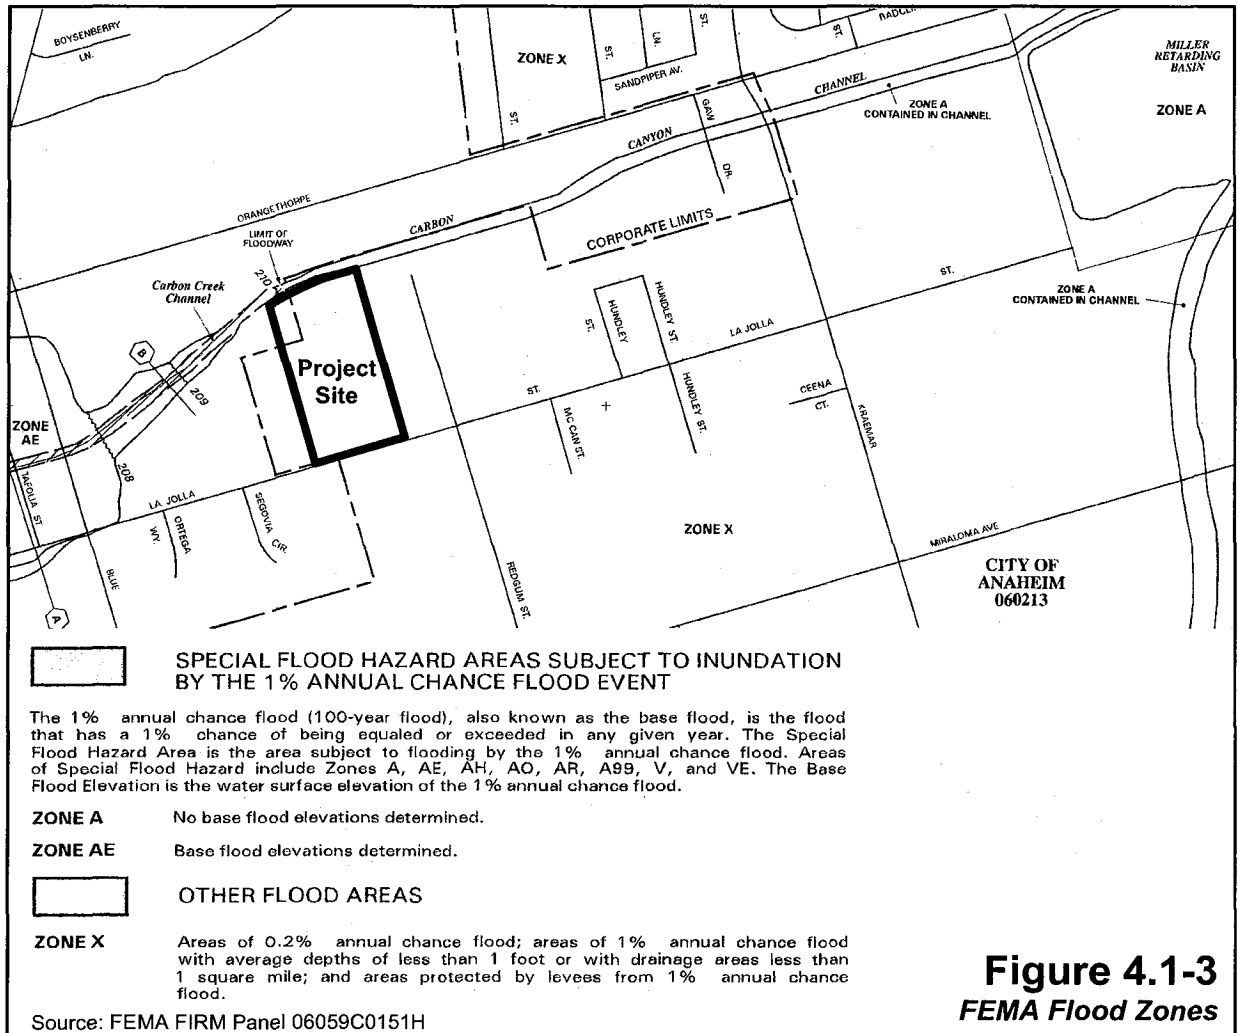 BOYSENBERRY
LN.
ZONE X
ST.
ST.
LN.
ST.
SANDPIPER AV.
ST.
MILLER
RETARDING
BASIN
ZONE A
CHANNEL
ZONE A
CONTAINED IN CHANNEL
GAW
DR.
CANYON
ORANGETHORPE
LIMIT OF
FLOODWAY
CARBON
CORPORATE LIMITS
210
Carbon Creek
Channel
ST.
ZONE A
CONTAINED IN CHANNEL
HUNDLEY
ST.
HUNDLEY ST.
LA JOLLA
B
209
Project
Site
ST.
HUNDLEY ST.
CEENA
CT.
KRAEMAR
MC CAN ST.
ZONE
AE
208
TAFOLLA ST
LA JOLLA
ORTEGA
WY.
SEGOVIA
CIR.
BLUE
REDGUM ST.
ZONE X
MIRALOMA AVE
CITY OF
ANAHEIM
060213
A
SPECIAL FLOOD HAZARD AREAS SUBJECT TO INUNDATION
BY THE 1% ANNUAL CHANCE FLOOD EVENT
The 1% annual chance flood (100-year flood), also known as the base flood, is the flood
that has a 1% chance of being equaled or exceeded in any given year. The Special
Flood Hazard Area is the area subject to flooding by the 1% annual chance flood. Areas
of Special Flood Hazard include Zones A, AE, AH, AO, AR, A99, V, and VE. The Base
Flood Elevation is the water surface elevation of the 1% annual chance flood.
ZONE A No base flood elevations determined.
ZONE AE Base flood elevations determined.
OTHER FLOOD AREAS
ZONE X Areas of 0.2% annual chance flood; areas of 1% annual chance flood
with average depths of less than 1 foot or with drainage areas less than
1 square mile; and areas protected by levees from 1% annual chance
flood.
Source: FEMA FIRM Panel 06059C0151H
Figure 4.1-3
FEMA Flood Zones